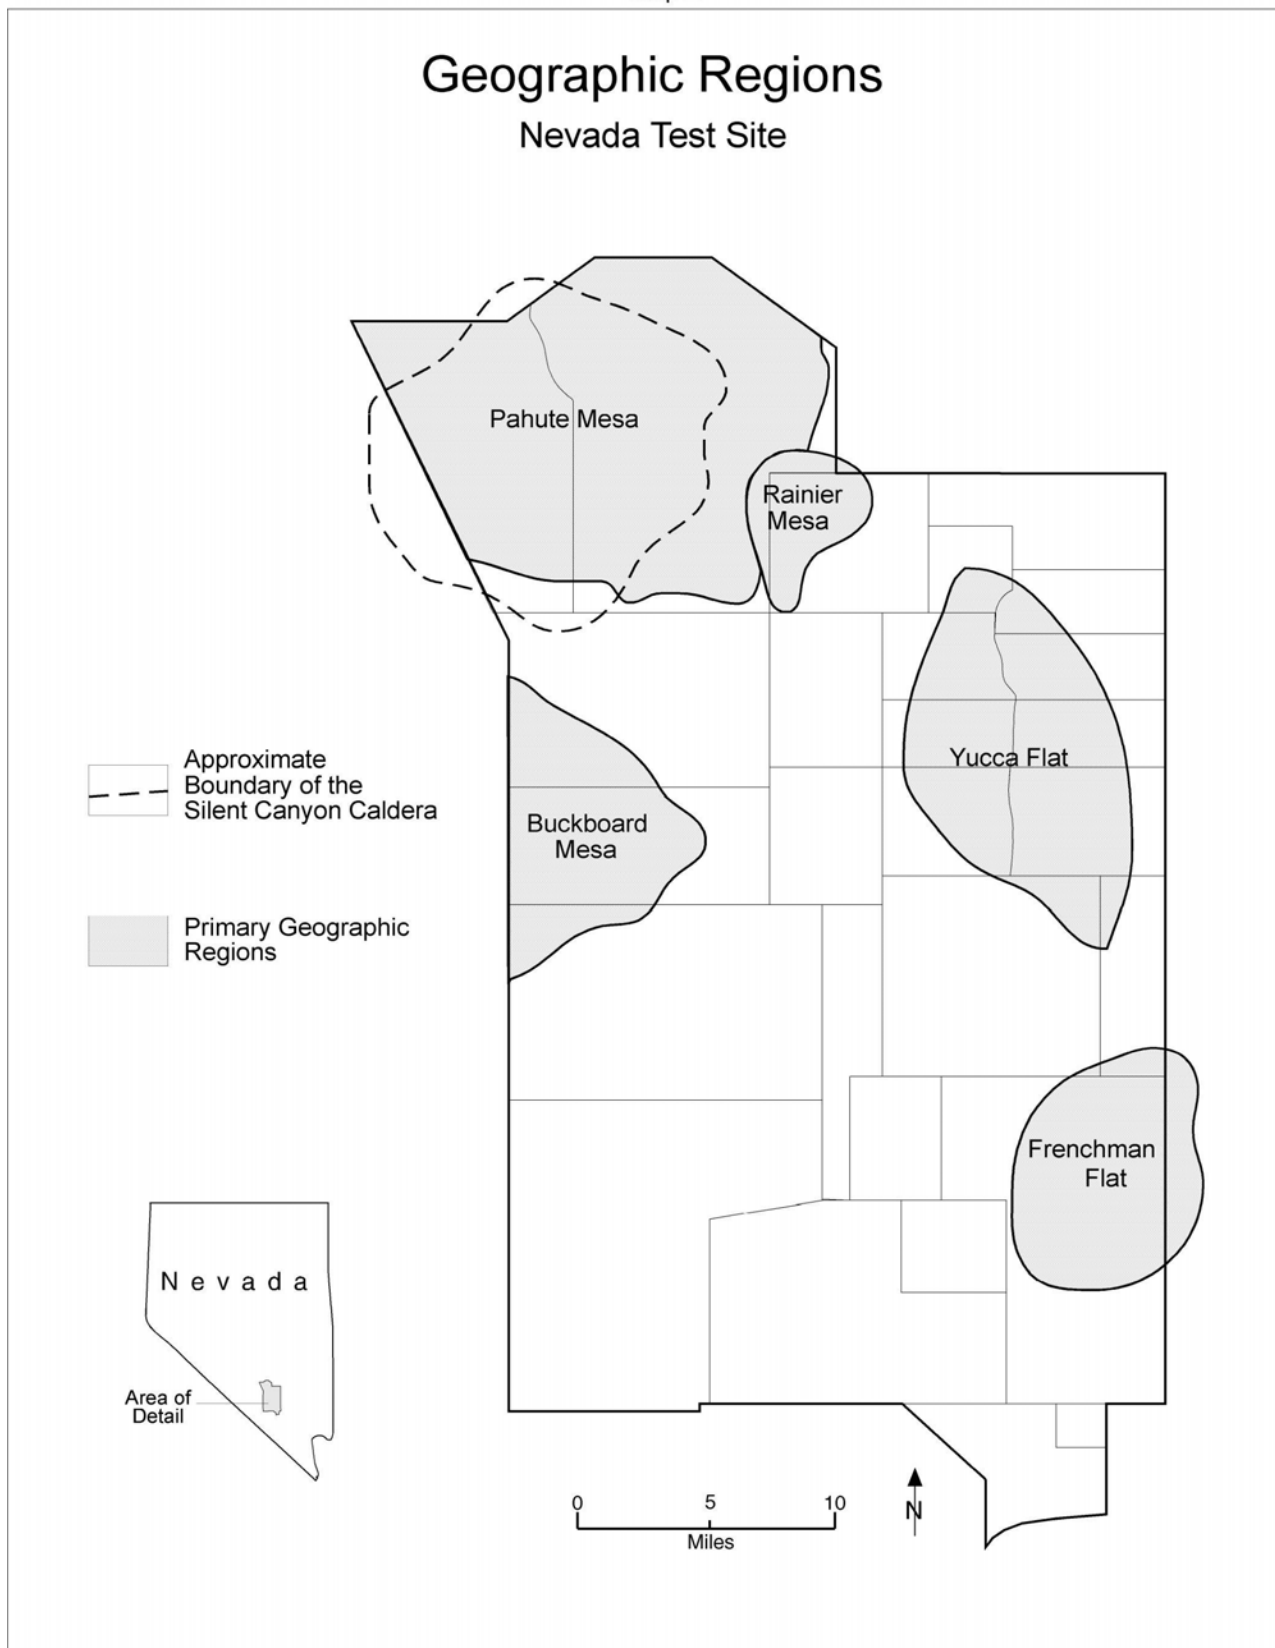 Geographic Regions
Nevada Test Site
Pahute Mesa
Rainier
Mesa
Yucca Flat
Approximate
Boundary of the
Silent Canyon Caldera
Buckboard
Mesa
Primary Geographic
Regions
Frenchman
Flat
Nevada
Area of
Detail
0 5 10
Miles
N